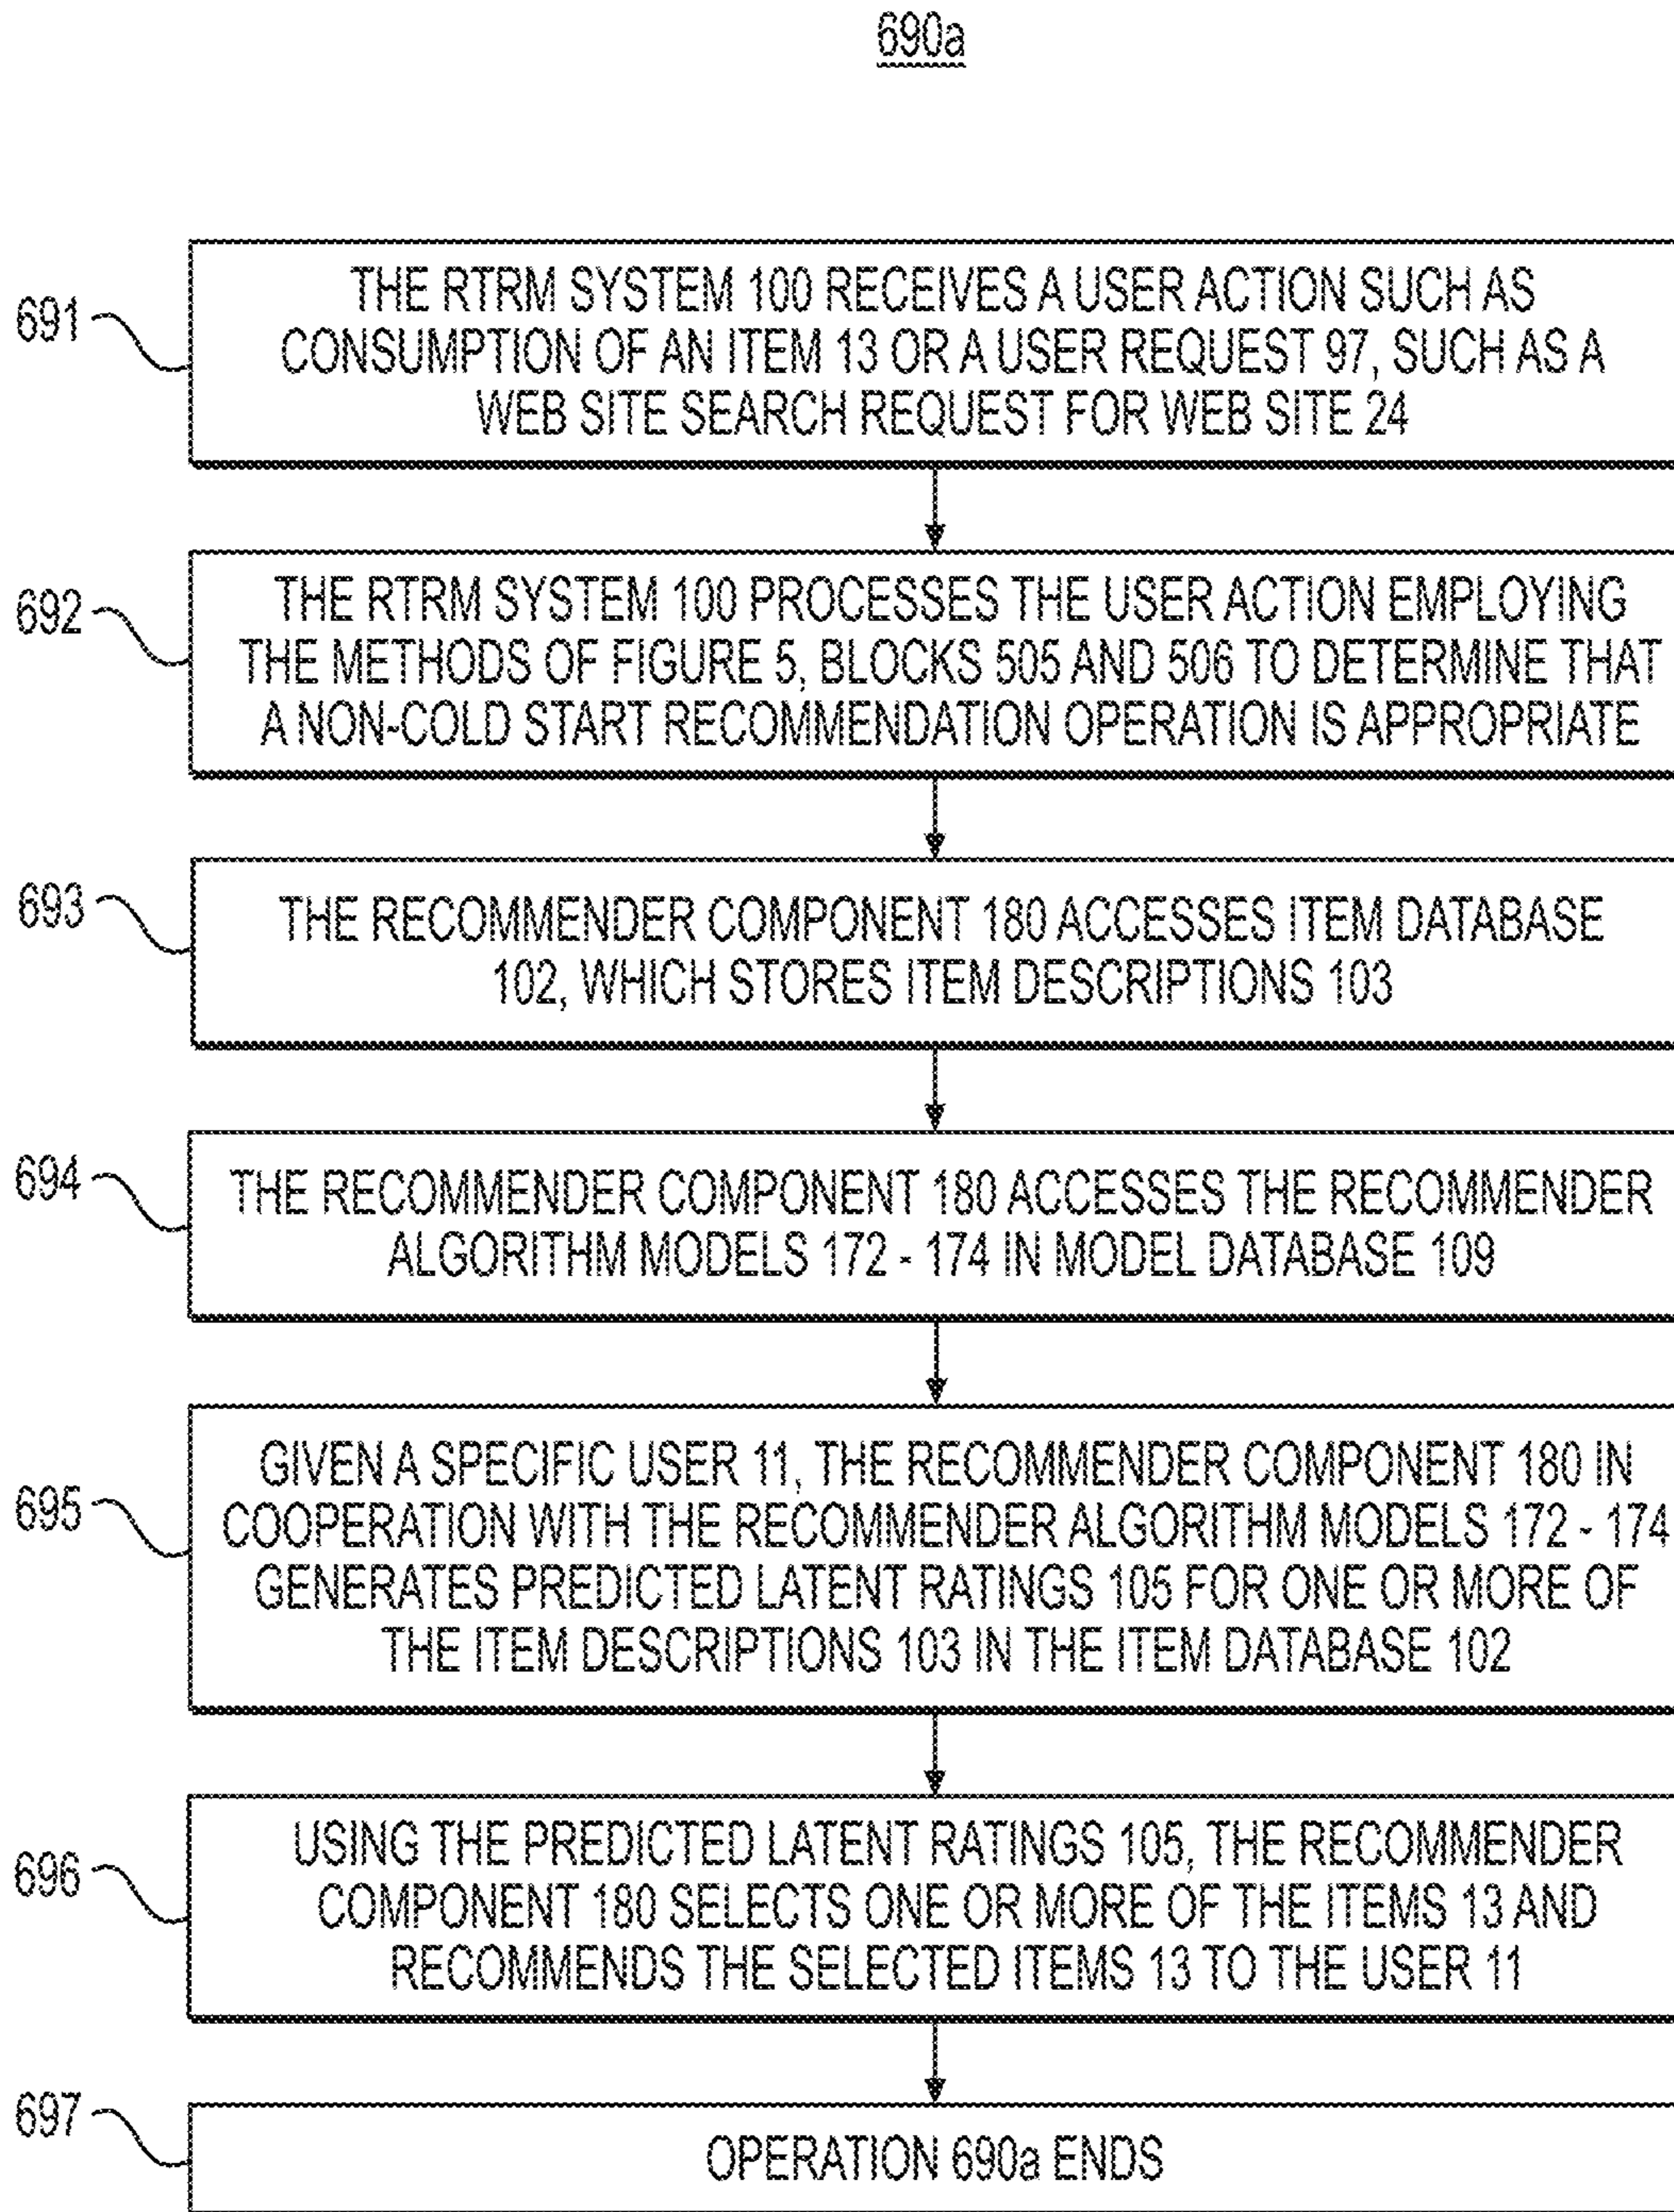 690a
691
THE RTRM SYSTEM 100 RECEIVES A USER ACTION SUCH AS
CONSUMPTION OF AN ITEM 13 OR A USER REQUEST 97, SUCH AS A
WEB SITE SEARCH REQUEST FOR WEB SITE 24
692
THE RTRM SYSTEM 100 PROCESSES THE USER ACTION EMPLOYING
THE METHODS OF FIGURE 5, BLOCKS 505 AND 506 TO DETERMINE THAT
A NON-COLD START RECOMMENDATION OPERATION IS APPROPRIATE
693
THE RECOMMENDER COMPONENT 180 ACCESSES ITEM DATABASE
102, WHICH STORES ITEM DESCRIPTIONS 103
694
THE RECOMMENDER COMPONENT 180 ACCESSES THE RECOMMENDER
ALGORITHM MODELS 172 - 174 IN MODEL DATABASE 109
695
GIVEN A SPECIFIC USER 11, THE RECOMMENDER COMPONENT 180 IN
COOPERATION WITH THE RECOMMENDER ALGORITHM MODELS 172 - 174
GENERATES PREDICTED LATENT RATINGS 105 FOR ONE OR MORE OF
THE ITEM DESCRIPTIONS 103 IN THE ITEM DATABASE 102
696
USING THE PREDICTED LATENT RATINGS 105, THE RECOMMENDER
COMPONENT 180 SELECTS ONE OR MORE OF THE ITEMS 13 AND
RECOMMENDS THE SELECTED ITEMS 13 TO THE USER 11
697
OPERATION 690a ENDS